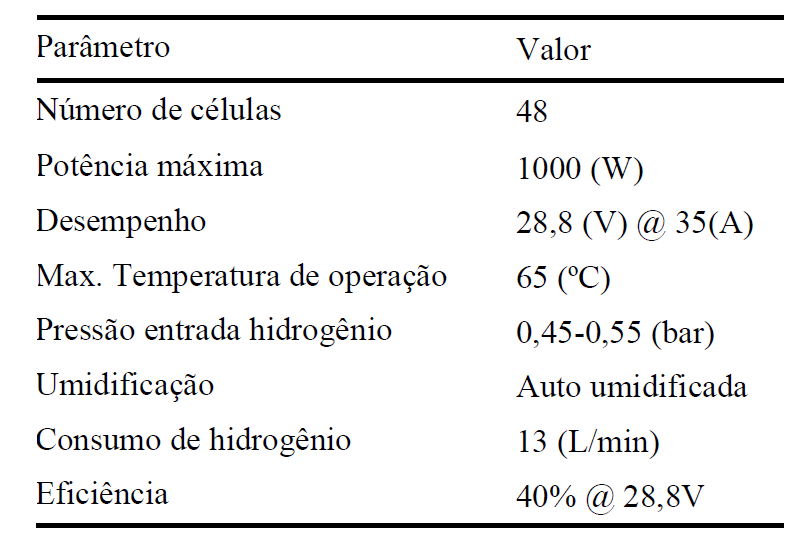 Parâmetro Valor
Número de células 48
Potência máxima 1000 (W)
Desempenho 28,8 (V) @ 35(A)
Max. Temperatura de operação 65 (ºC)
Pressão entrada hidrogênio 0,45-0,55 (bar)
Umidificação Auto umidificada
Consumo de hidrogênio 13 (L/min)
Eficiência 40% @ 28,8V